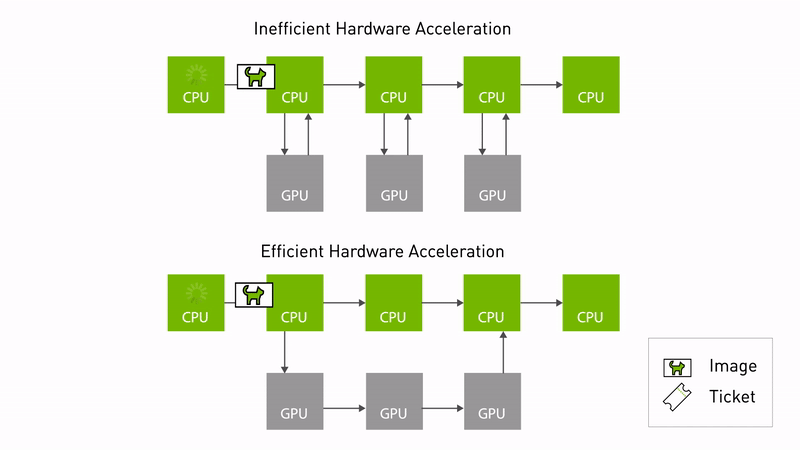 Inefficient Hardware Acceleration
CPU CPU CPU CPU CPU
GPU GPU GPU
Efficient Hardware Acceleration
CPU CPU CPU CPU CPU
GPU GPU GPU
Image
Ticket